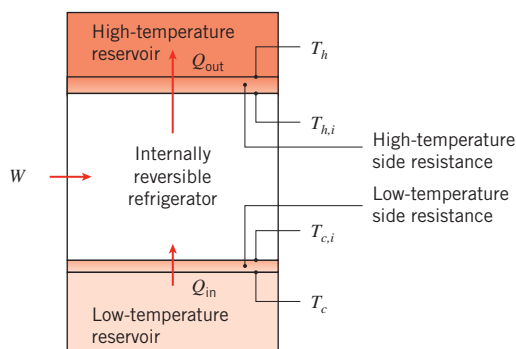 High-temperature
reservoir
Q_out
T_h
T_h,i
High-temperature
side resistance
Internally
reversible
refrigerator
W
Low-temperature
side resistance
T_c,i
Q_in
T_c
Low-temperature
reservoir